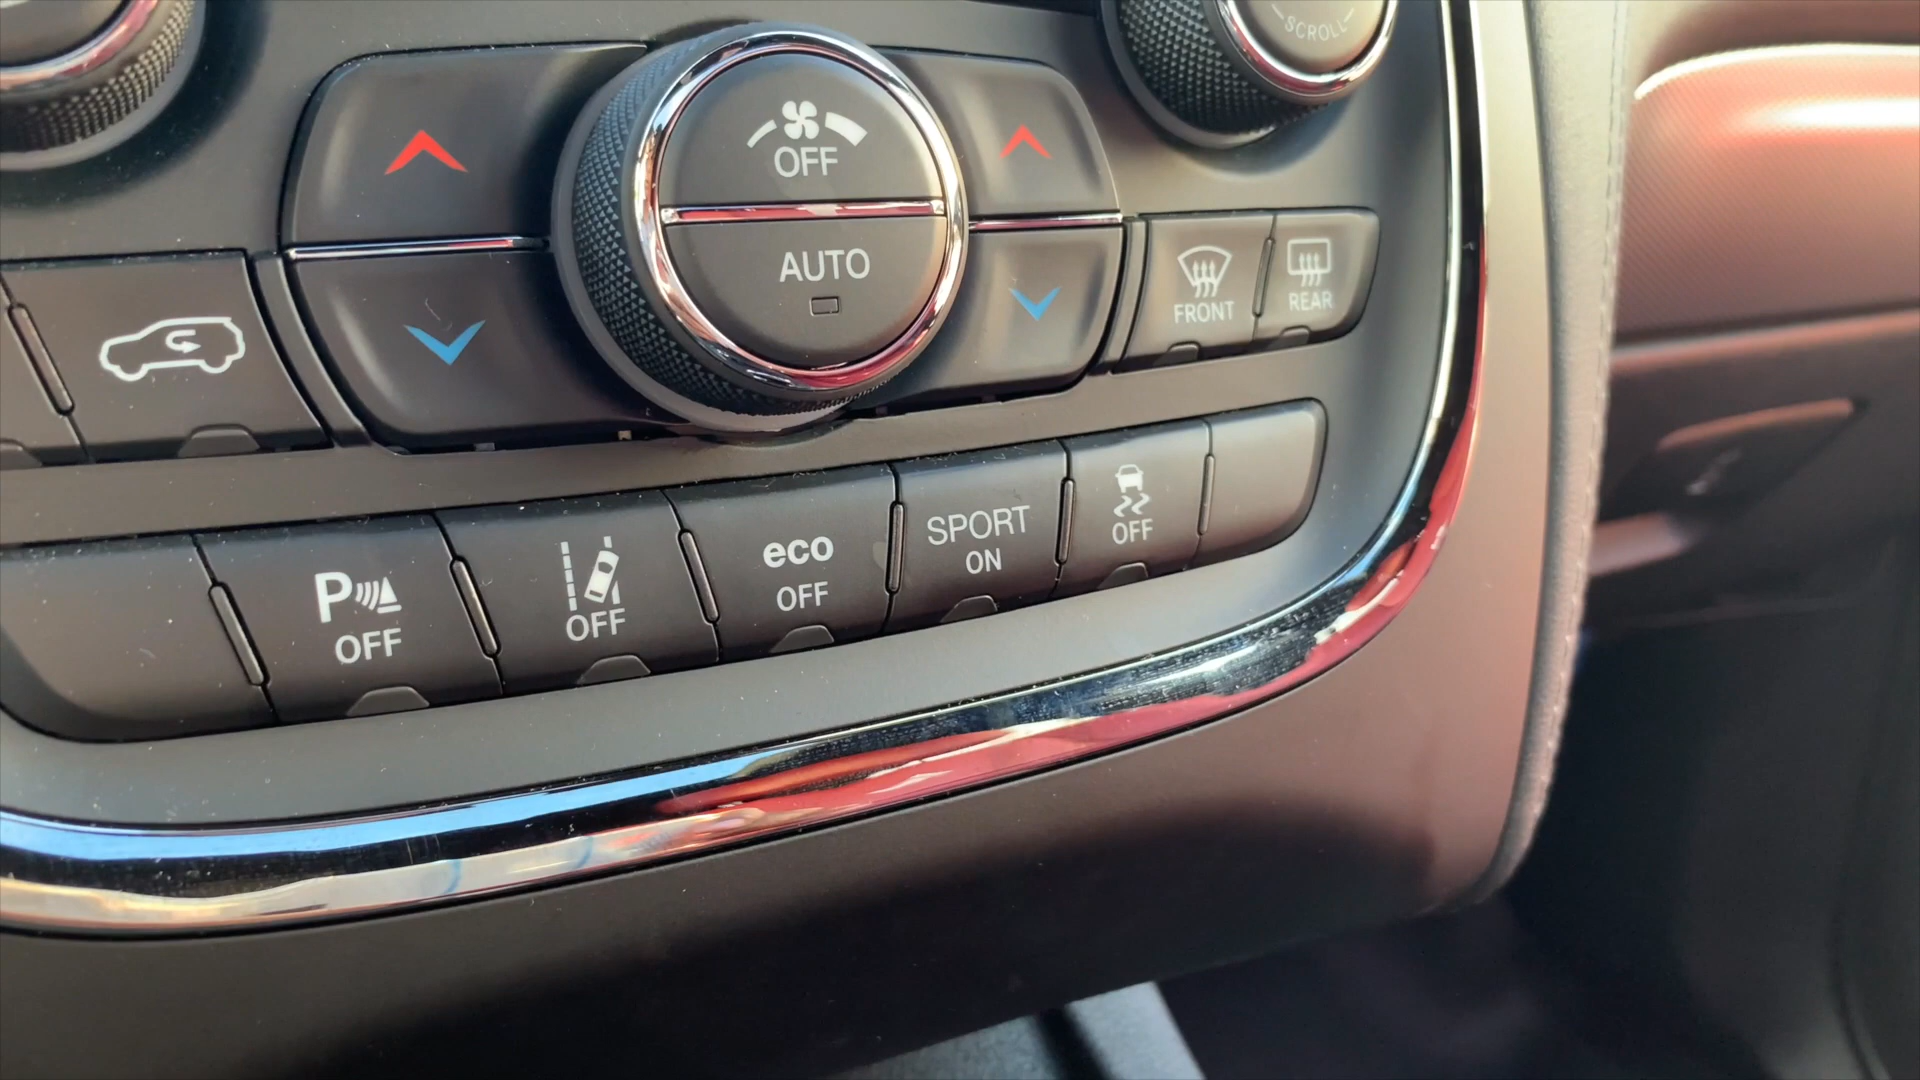 SCROLL
OFF
AUTO
FRONT
REAR
P
OFF
OFF
eco
OFF
SPORT
ON
OFF